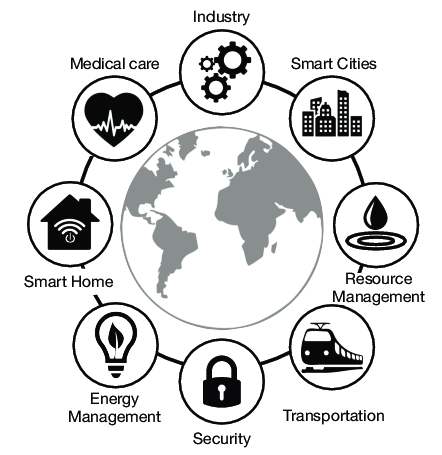 Industry
Medical care
Smart Cities
Smart Home
Resource
Management
Energy
Management
Transportation
Security